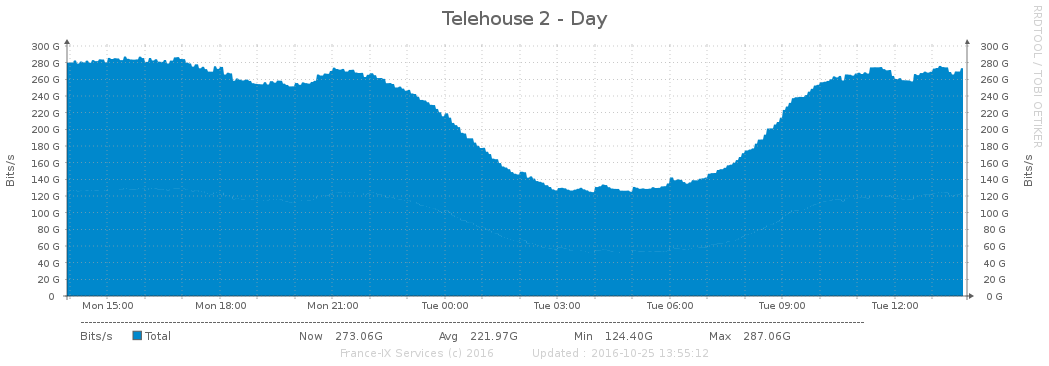 Telehouse 2 - Day
RRDTOOL / TOBI OETIKER
Bits/s
300 G 300 G
280 G 280 G
260 G 260 G
240 G 240 G
220 G 220 G
200 G 200 G
180 G 180 G
160 G 160 G
140 G 140 G
120 G 120 G
100 G 100 G
80 G 80 G
60 G 60 G
40 G 40 G
20 G 20 G
0 0 G
Bits/s
Mon 15:00 Mon 18:00 Mon 21:00 Tue 00:00 Tue 03:00 Tue 06:00 Tue 09:00 Tue 12:00
Bits/s Total Now 273.06G Avg 221.97G Min 124.40G Max 287.06G
France-IX Services (c) 2016 Updated : 2016-10-25 13:55:12